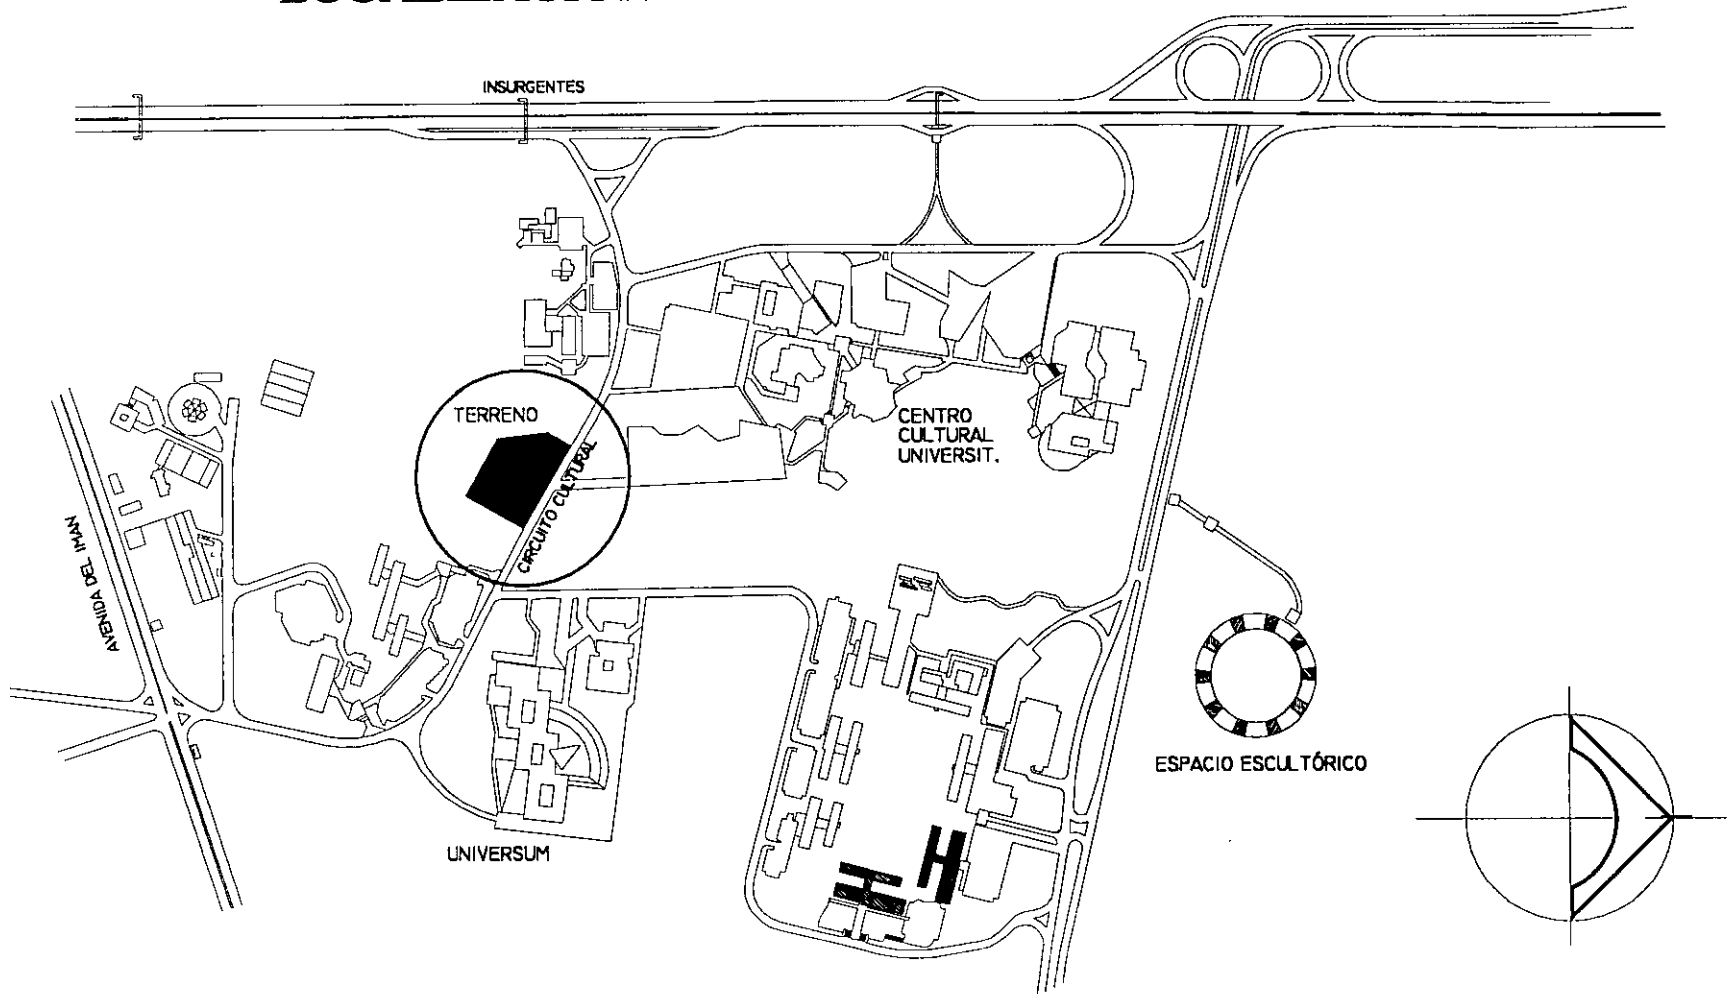 INSURGENTES
TERRENO
CIRCUITO CULTURAL
CENTRO
CULTURAL
UNIVERSIT.
AVENIDA DEL IMAN
ESPACIO ESCULTÓRICO
UNIVERSUM